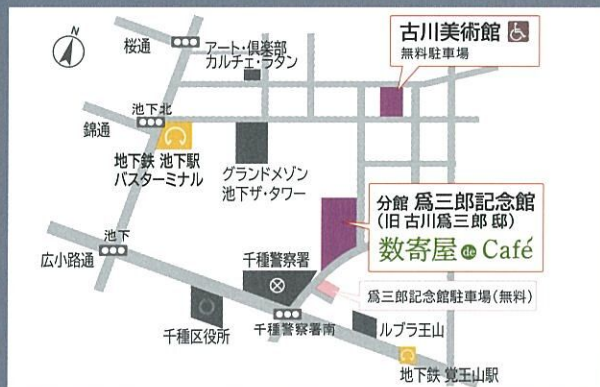 N
桜通
アート・倶楽部
カルチェ・ラタン
古川美術館
無料駐車場
池下北
錦通
地下鉄 池下駅
バスターミナル
グランドメゾン
池下ザ・タワー
分館 爲三郎記念館
(旧 古川爲三郎 邸)
数寄屋 de Café
池下
広小路通
千種警察署
爲三郎記念館駐車場(無料)
千種区役所
千種警察署南
ルブラ王山
地下鉄 覚王山駅